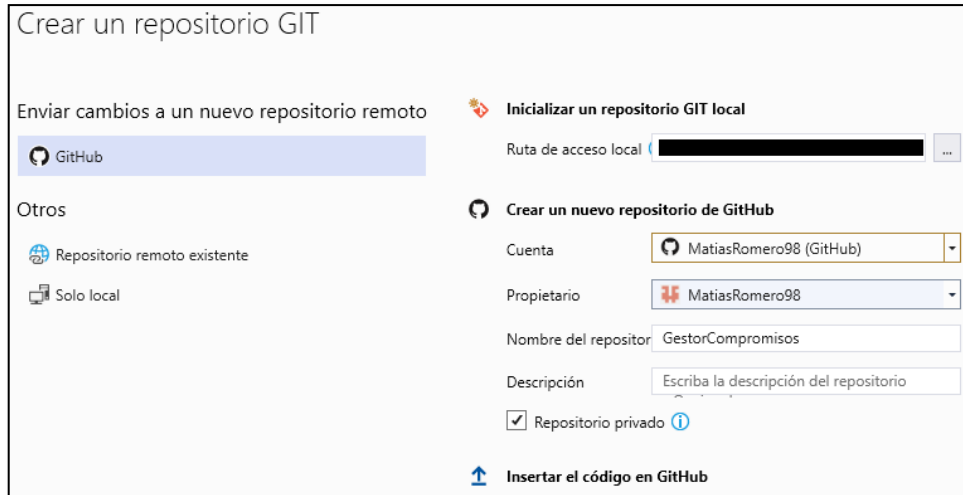 Crear un repositorio GIT
Enviar cambios a un nuevo repositorio remoto
GitHub
Otros
Repositorio remoto existente
Solo local
Inicializar un repositorio GIT local
Ruta de acceso local
...
Crear un nuevo repositorio de GitHub
Cuenta
MatiasRomero98 (GitHub)
Propietario
MatiasRomero98
Nombre del repositor
GestorCompromisos
Descripción
Escriba la descripción del repositorio
Repositorio privado
Insertar el código en GitHub